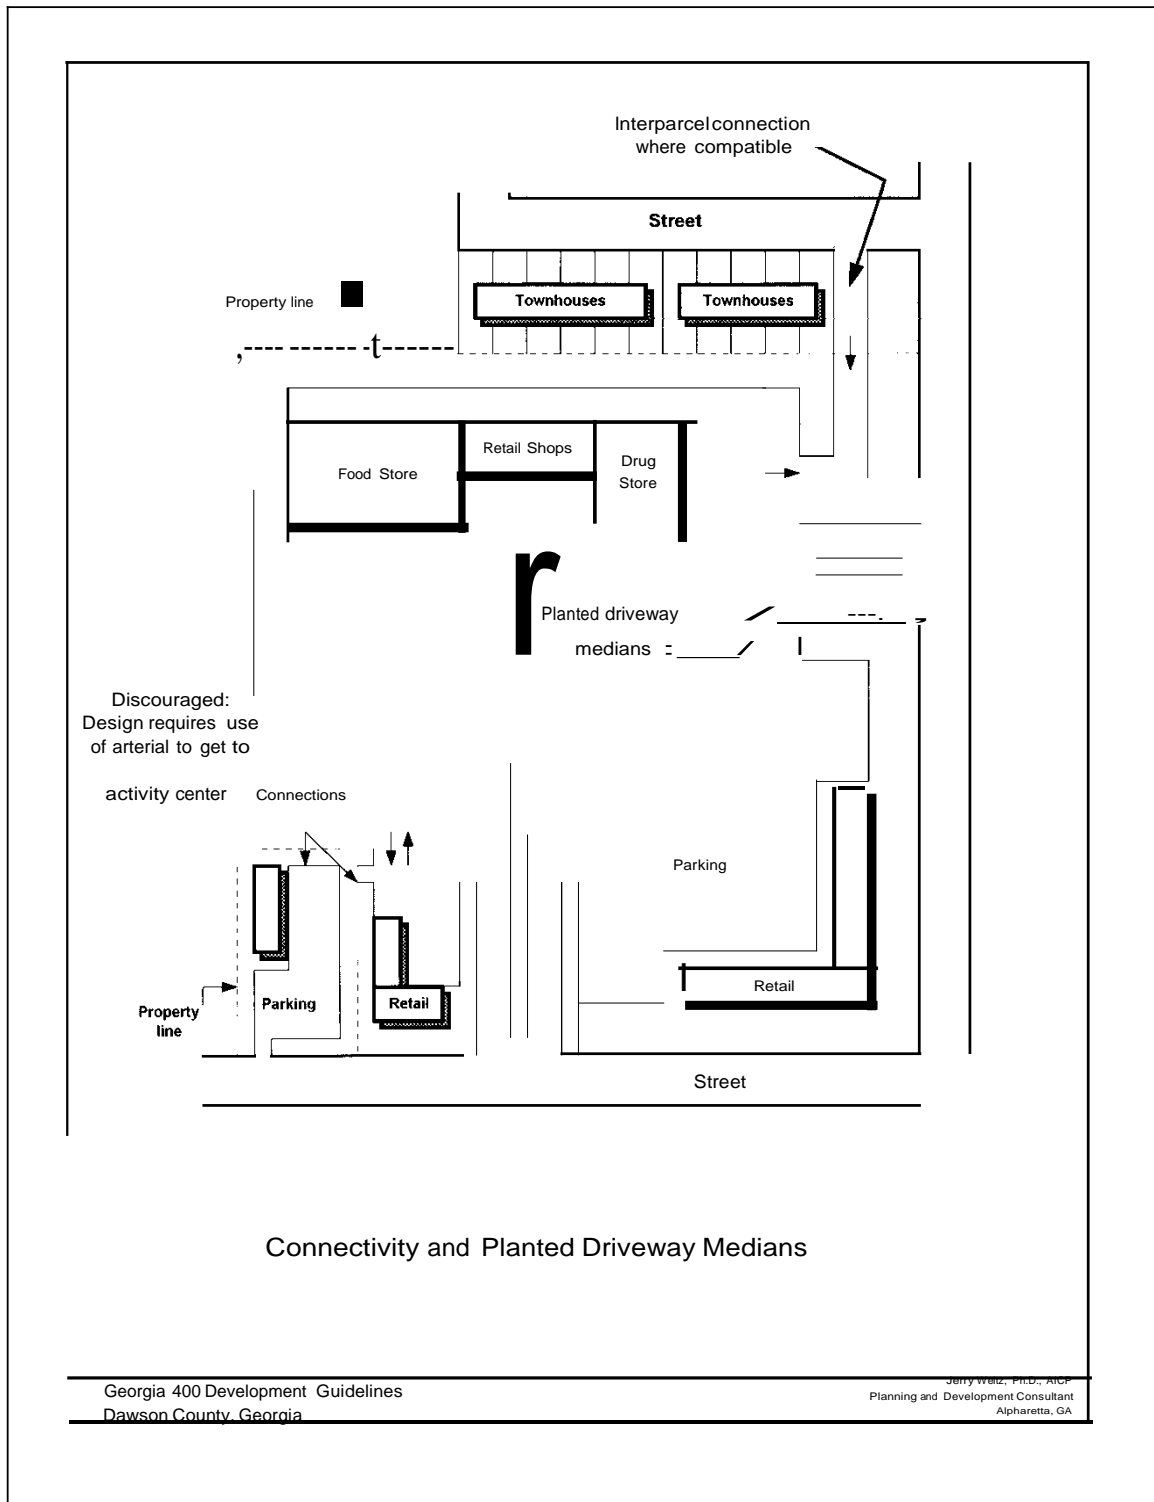 Interparcel connection
where compatible
Street
Property line
Townhouses
Townhouses
Food Store
Retail Shops
Drug
Store
Planted driveway
medians
Discouraged:
Design requires use
of arterial to get to
activity center
Connections
Parking
Retail
Property
line
Parking
Retail
Street
Connectivity and Planted Driveway Medians
Georgia 400 Development Guidelines
Dawson County, Georgia
Jerry Weitz, Ph.D., AICP
Planning and Development Consultant
Alpharetta, GA